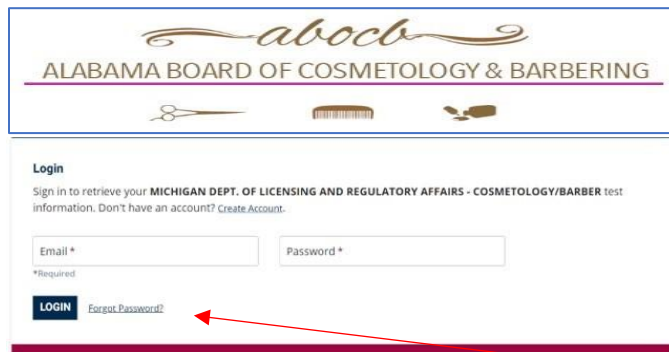 abocb
ALABAMA BOARD OF COSMETOLOGY & BARBERING
Login
Sign in to retrieve your MICHIGAN DEPT. OF LICENSING AND REGULATORY AFFAIRS - COSMETOLOGY/BARBER test
information. Don't have an account? Create Account.
Email *
Password *
*Required
LOGIN
Forgot Password?